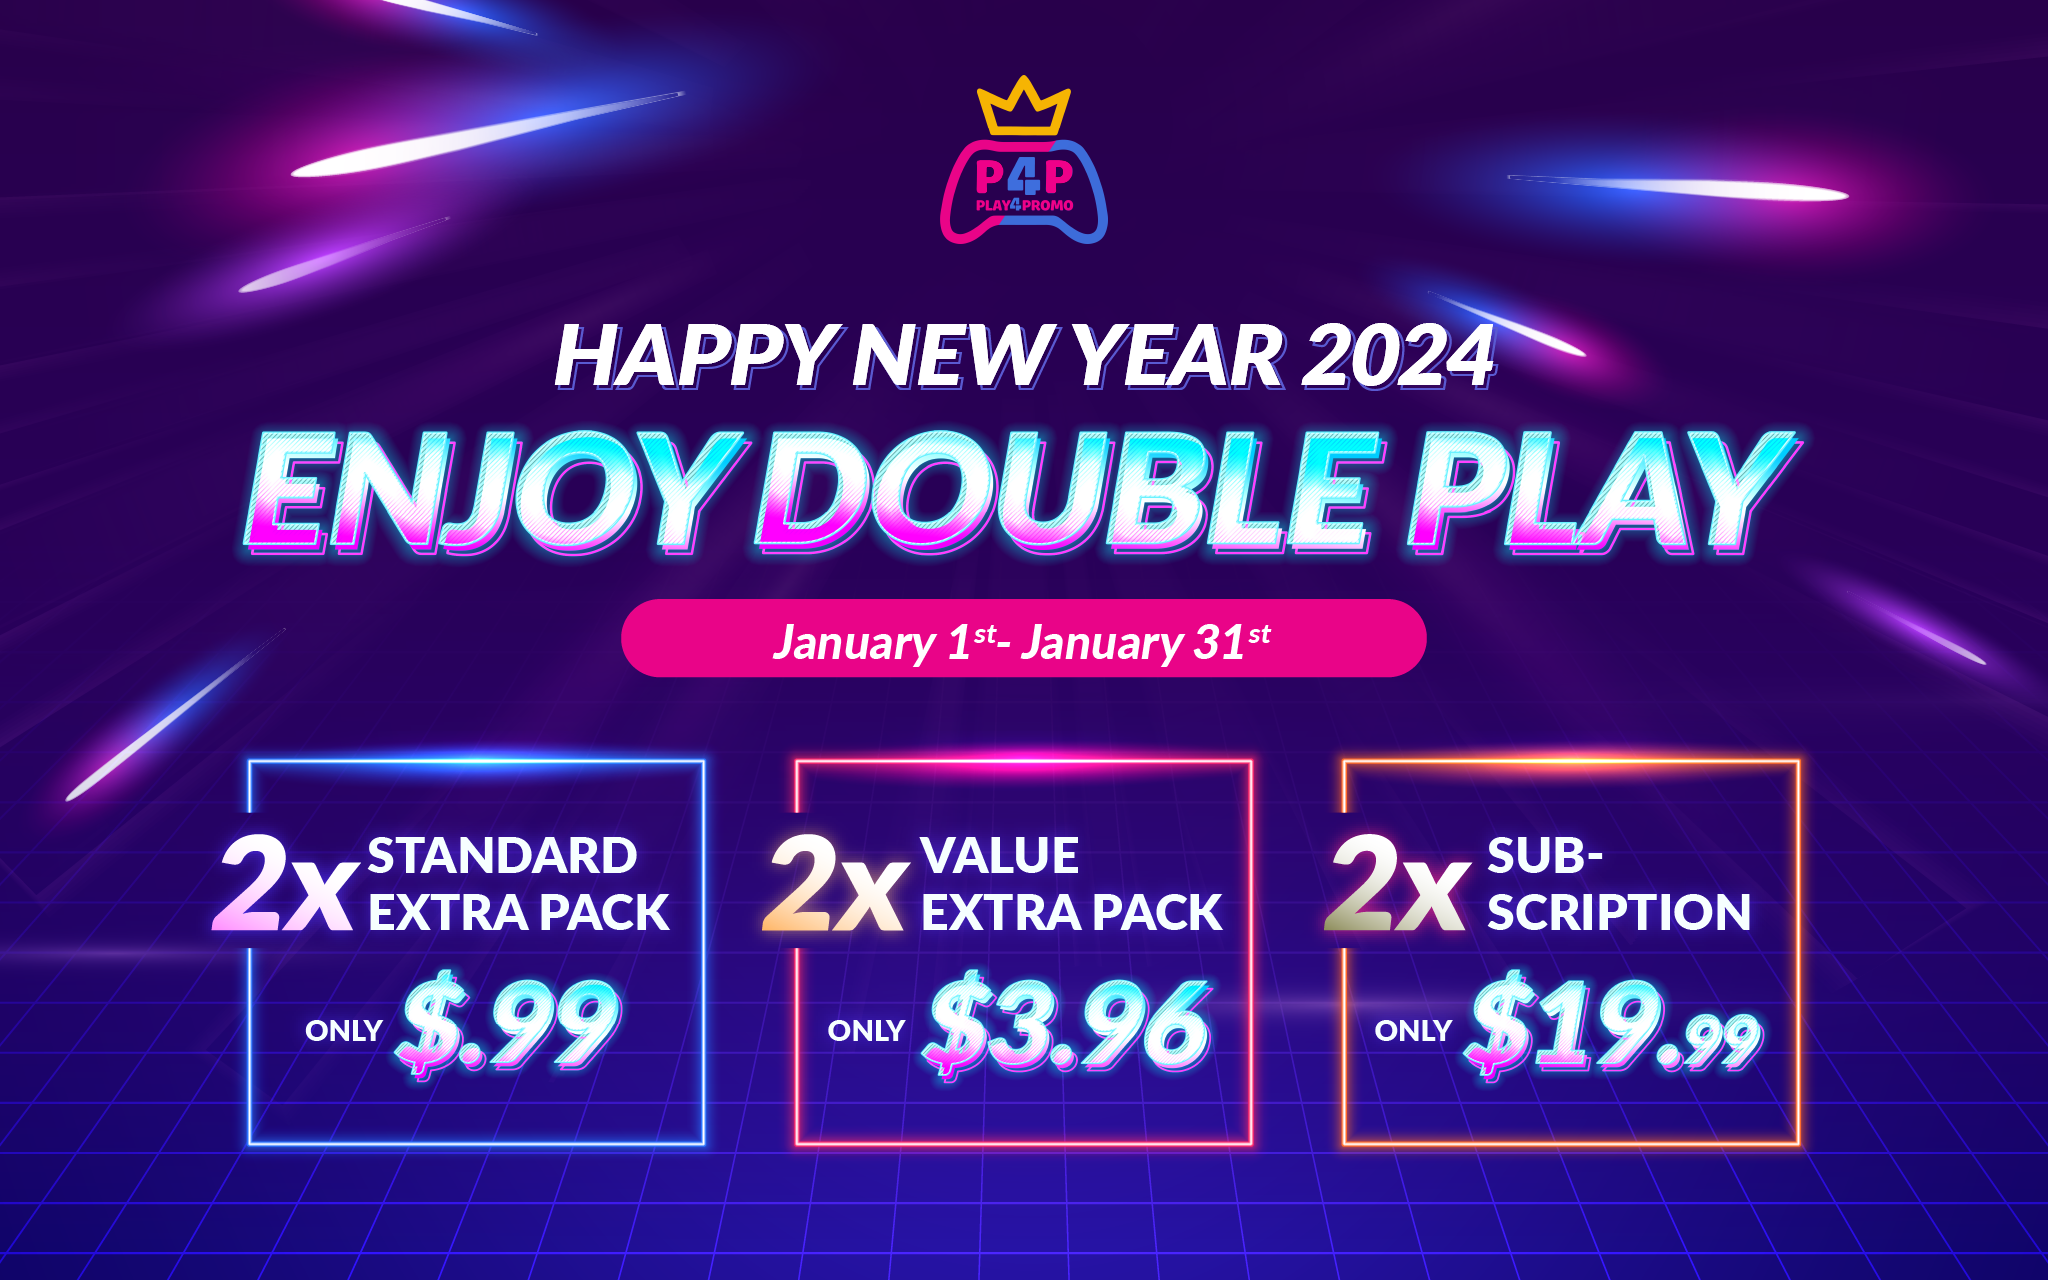 P4P
PLAY4PROMO
HAPPY NEW YEAR 2024
ENJOY DOUBLE PLAY
January 1st- January 31st
2x STANDARD
EXTRA PACK
ONLY $.99
2x VALUE
EXTRA PACK
ONLY $3.96
2x SUB-
SCRIPTION
ONLY $19.99